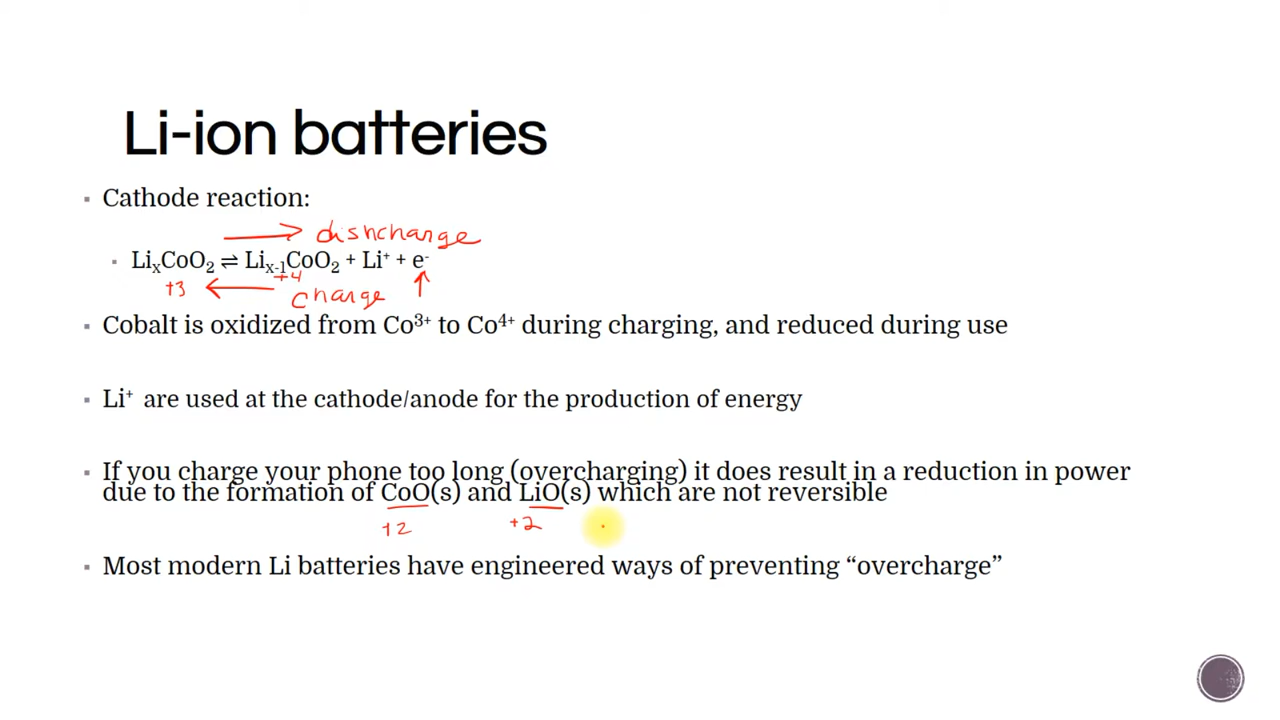 Li-ion batteries
▪ Cathode reaction:
dishcharge
▪ LiₓCoO₂ ⇌ Liₓ₋₁CoO₂ + Li⁺ + e⁻
+3 +4
charge
▪ Cobalt is oxidized from Co³⁺ to Co⁴⁺ during charging, and reduced during use
▪ Li⁺ are used at the cathode/anode for the production of energy
▪ If you charge your phone too long (overcharging) it does result in a reduction in power
due to the formation of CoO(s) and LiO(s) which are not reversible
+2 +2
▪ Most modern Li batteries have engineered ways of preventing “overcharge”